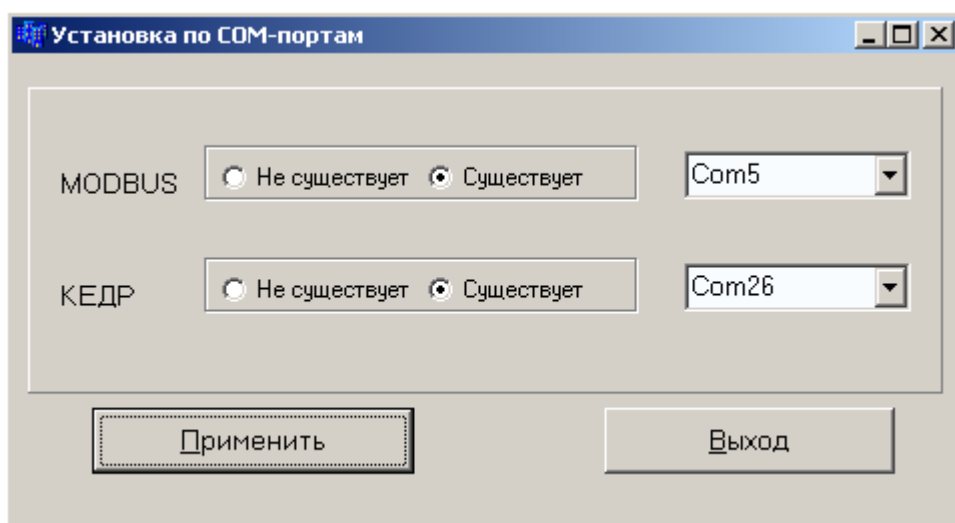 Установка по COM-портам
MODBUS Не существует Существует Com5
КЕДР Не существует Существует Com26
Применить Выход